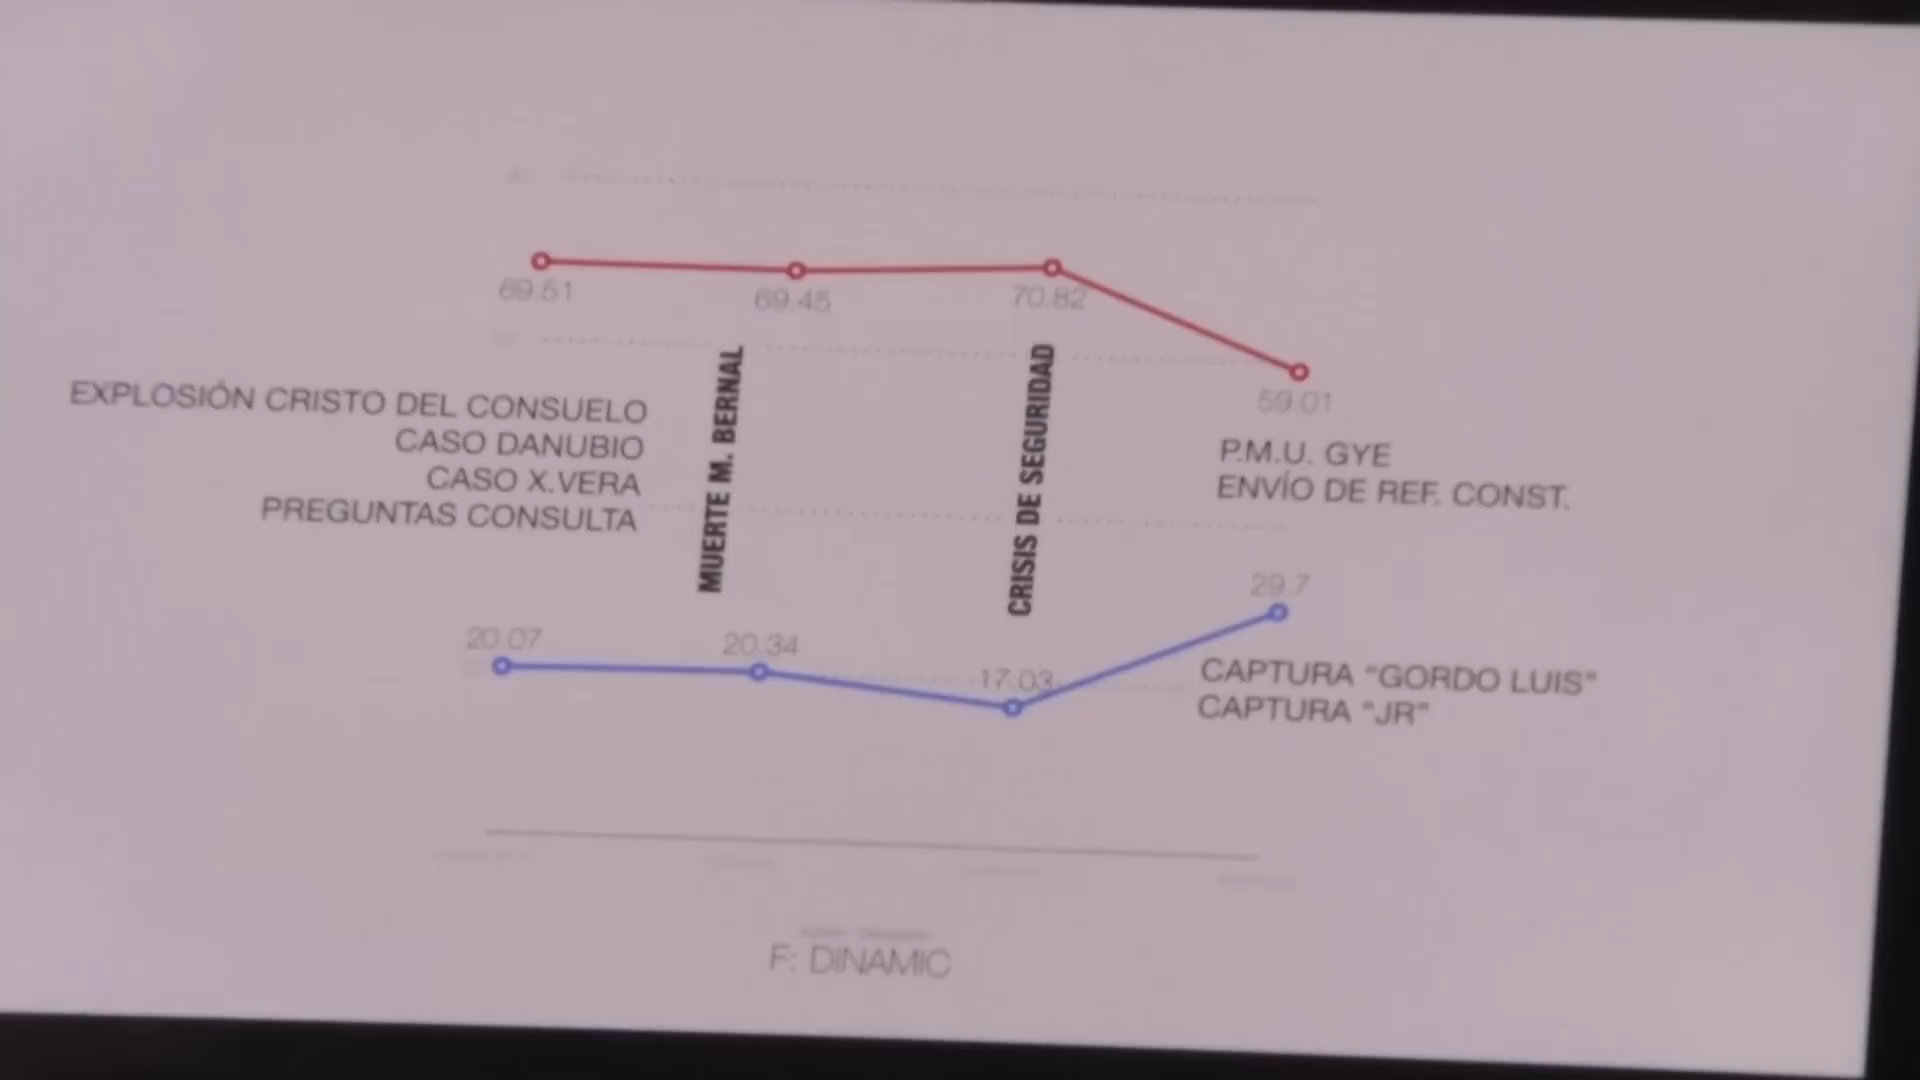 69.51
69.45
70.82
59.01
EXPLOSIÓN CRISTO DEL CONSUELO
CASO DANUBIO
CASO X.VERA
PREGUNTAS CONSULTA
MUERTE M. BERNAL
CRISIS DE SEGURIDAD
P.M.U. GYE
ENVÍO DE REF. CONST.
20.07
20.34
17.03
29.7
CAPTURA "GORDO LUIS"
CAPTURA "JR"
F: DINAMIC